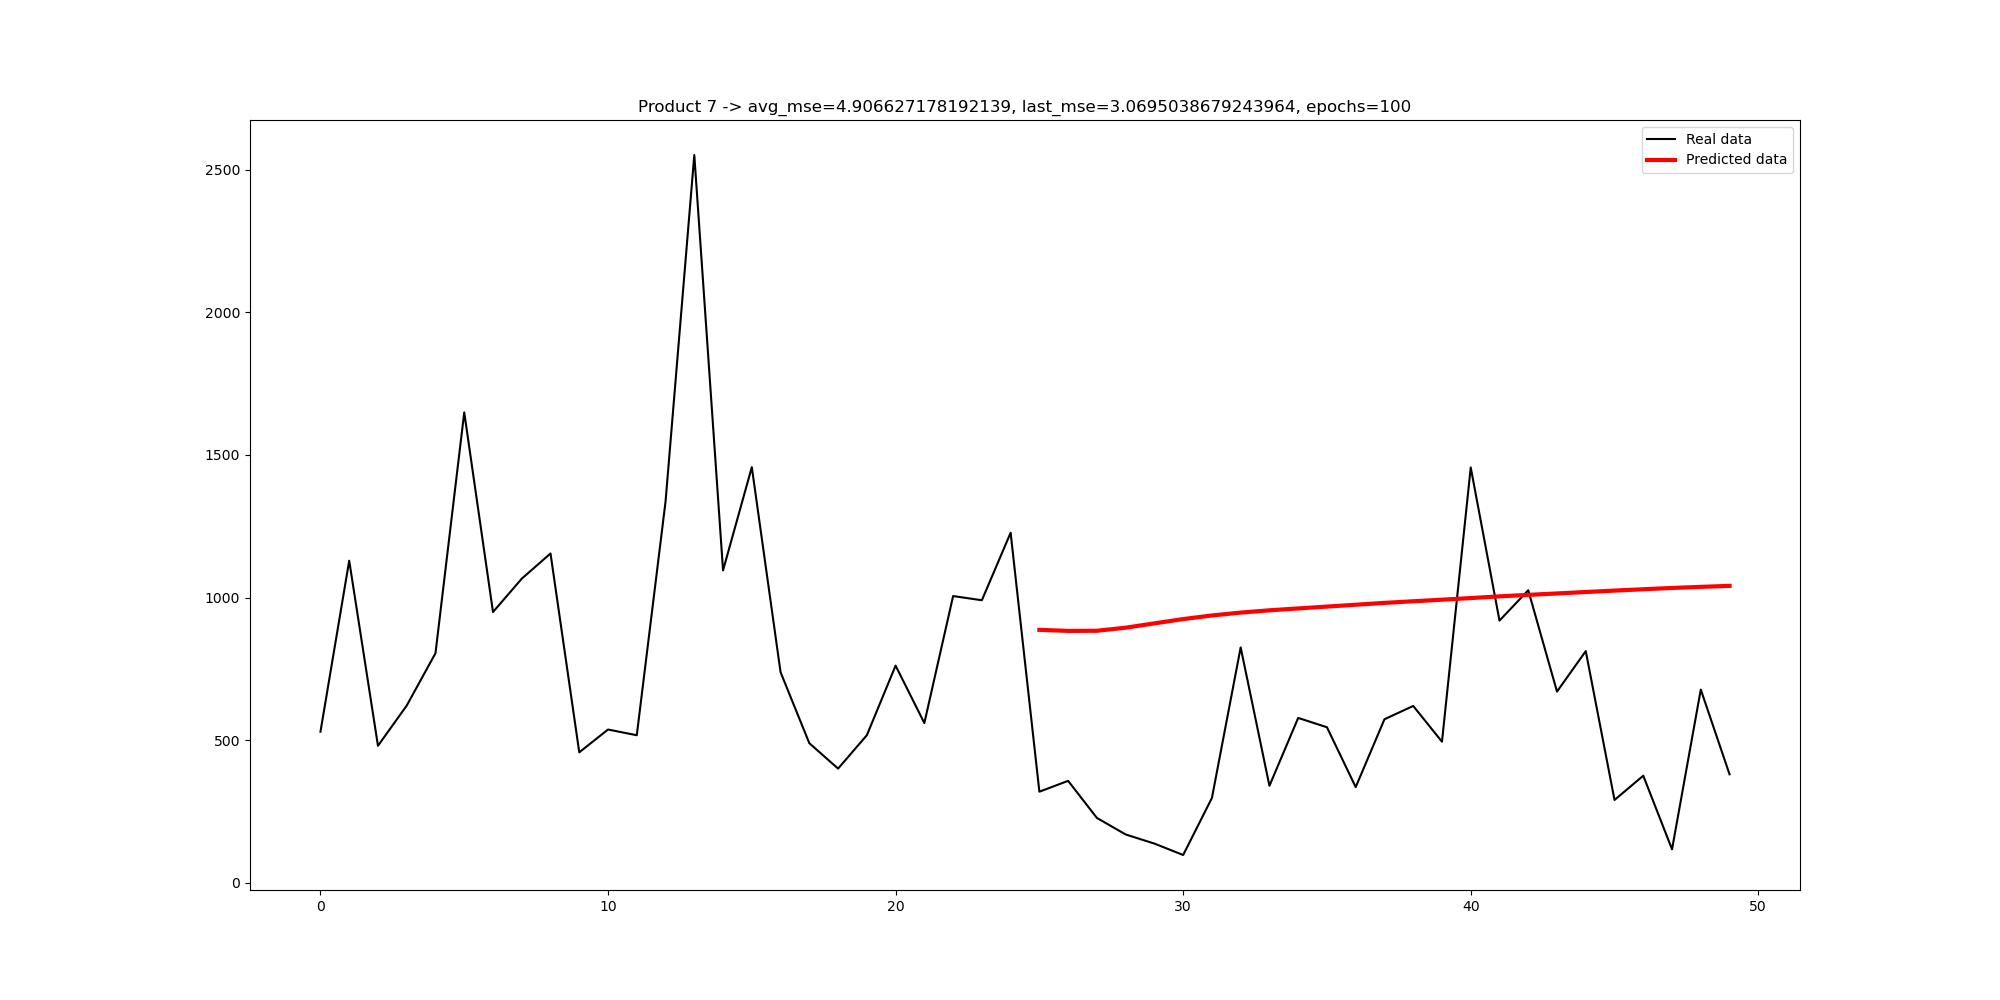 Product 7 -> avg_mse=4.906627178192139, last_mse=3.0695038679243964, epochs=100
Real data
Predicted data
2500
2000
1500
1000
500
0
0 10 20 30 40 50